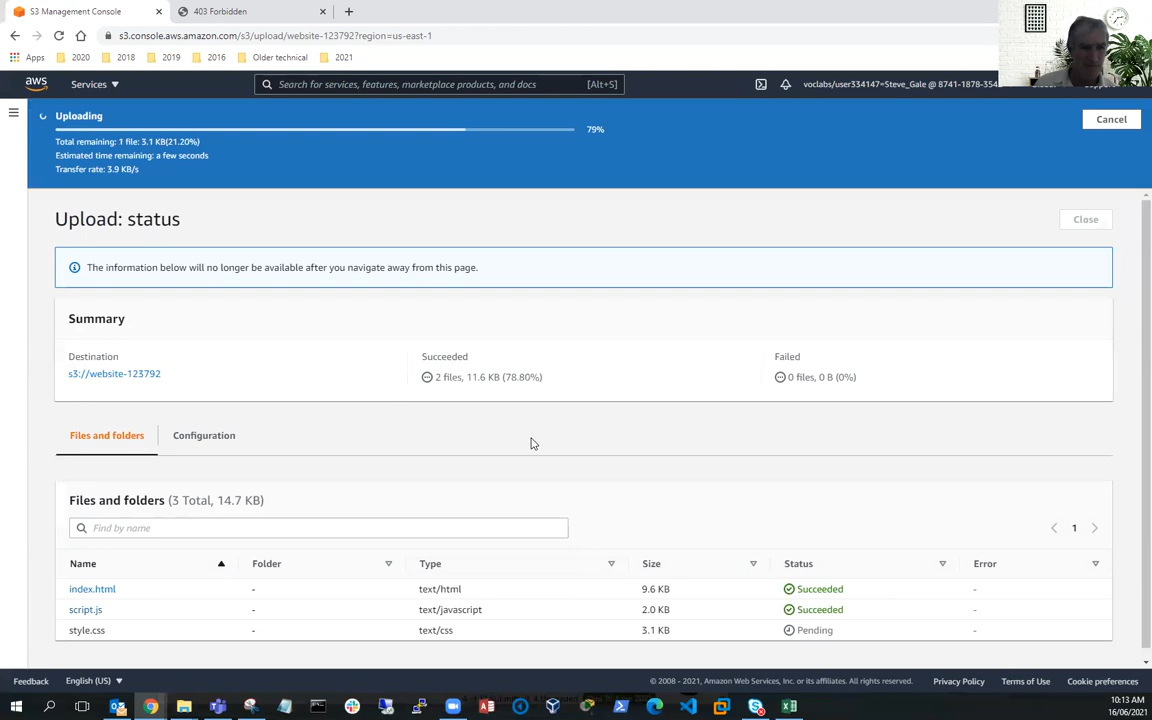 S3 Management Console
403 Forbidden
s3.console.aws.amazon.com/s3/upload/website-123792?region=us-east-1
Apps 2020 2018 2019 2016 Older technical 2021
aws Services Search for services, features, marketplace products, and docs [Alt+S] voclabs/user334147=Steve_Gale @ 8741-1878-354
Uploading
79%
Cancel
Total remaining: 1 file: 3.1 KB(21.20%)
Estimated time remaining: a few seconds
Transfer rate: 3.9 KB/s
Upload: status
Close
The information below will no longer be available after you navigate away from this page.
Summary
Destination Succeeded Failed
s3://website-123792 2 files, 11.6 KB (78.80%) 0 files, 0 B (0%)
Files and folders Configuration
Files and folders (3 Total, 14.7 KB)
Find by name
1
Name Folder Type Size Status Error
index.html - text/html 9.6 KB Succeeded -
script.js - text/javascript 2.0 KB Succeeded -
style.css - text/css 3.1 KB Pending -
Feedback English (US) © 2008 - 2021, Amazon Web Services, Inc. or its affiliates. All rights reserved. Privacy Policy Terms of Use Cookie preferences
10:13 AM
16/06/2021